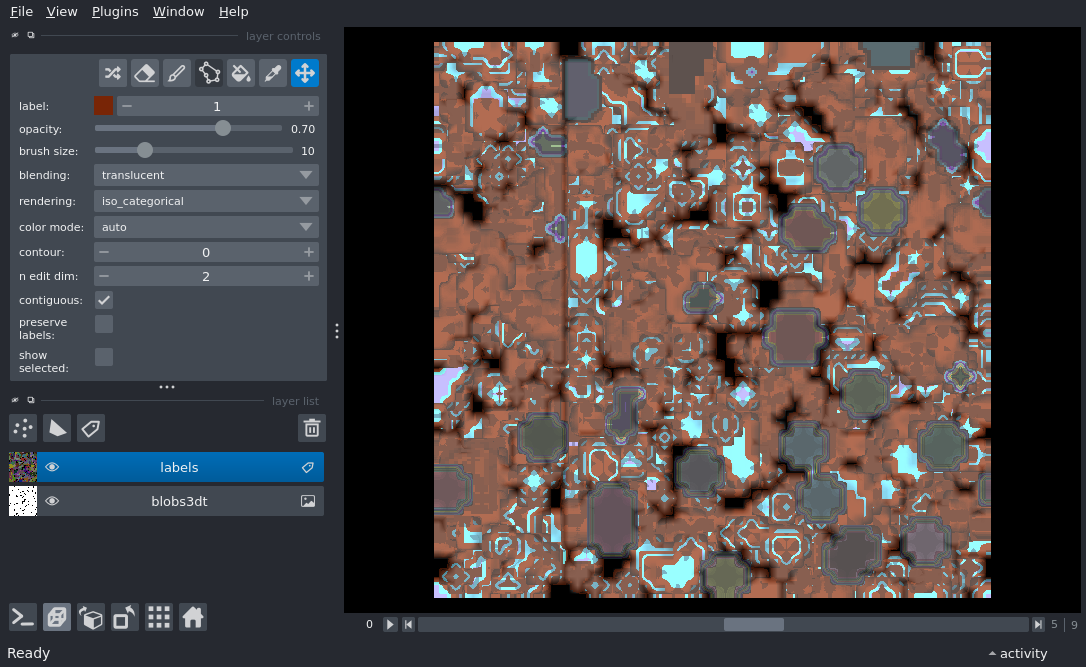 File View Plugins Window Help
layer controls
label: 1
opacity: 0.70
brush size: 10
blending: translucent
rendering: iso_categorical
color mode: auto
contour: 0
n edit dim: 2
contiguous:
preserve
labels:
show
selected:
layer list
labels
blobs3dt
0 5 | 9
Ready activity